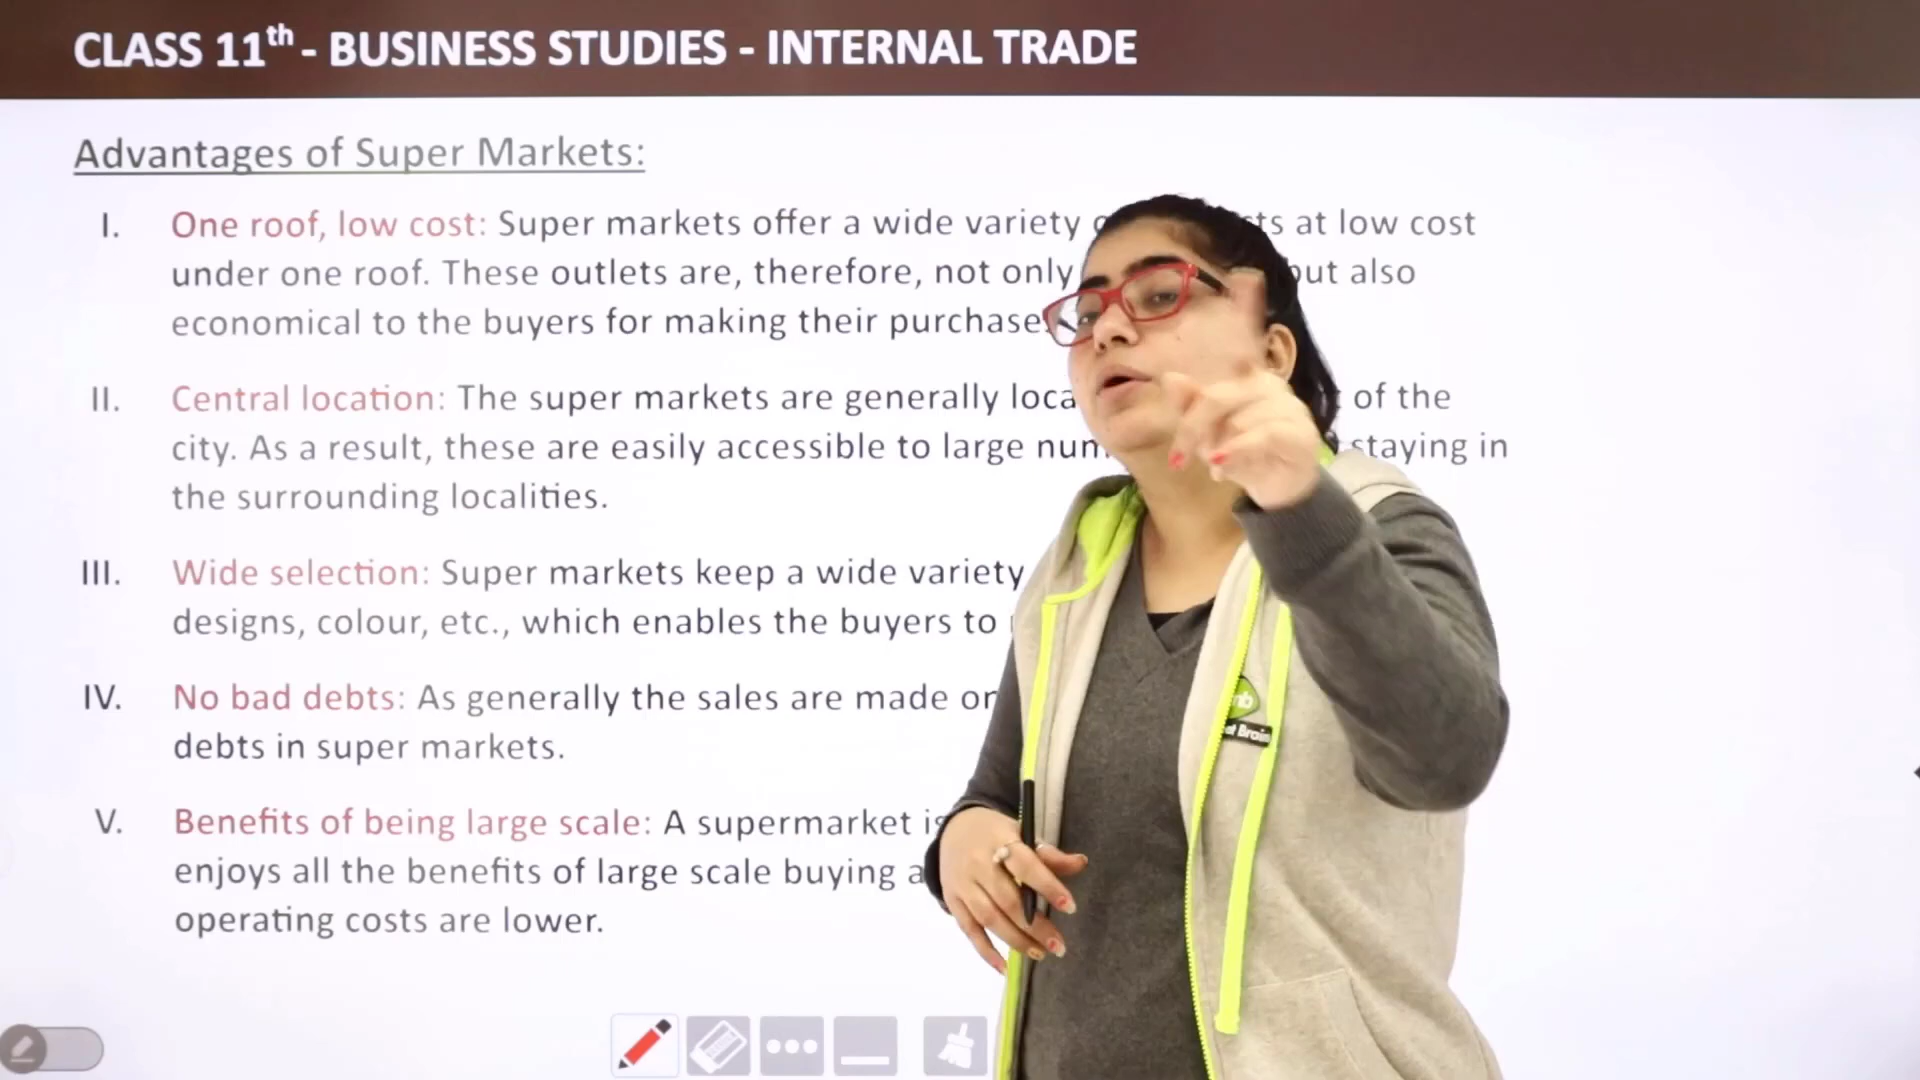 CLASS 11th - BUSINESS STUDIES - INTERNAL TRADE
Advantages of Super Markets:
I. One roof, low cost: Super markets offer a wide variety at low cost
under one roof. These outlets are, therefore, not only but also
economical to the buyers for making their purchase
II. Central location: The super markets are generally of the
city. As a result, these are easily accessible to large staying in
the surrounding localities.
III. Wide selection: Super markets keep a wide variety
designs, colour, etc., which enables the buyers to
IV. No bad debts: As generally the sales are made
debts in super markets.
V. Benefits of being large scale: A supermarket is
enjoys all the benefits of large scale buying
operating costs are lower.
Brain